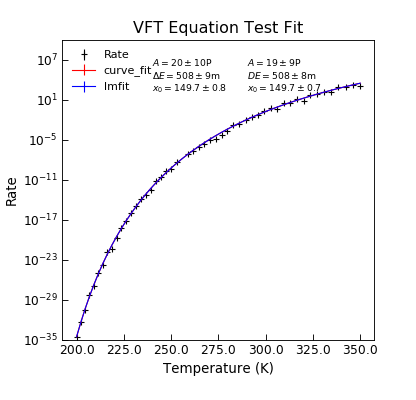 VFT Equation Test Fit
Rate
curve_fit
lmfit
A = 20 ± 10P
ΔE = 508 ± 9m
x₀ = 149.7 ± 0.8
A = 19 ± 9P
DE = 508 ± 8m
x₀ = 149.7 ± 0.7
10⁷
10¹
10⁻⁵
10⁻¹¹
10⁻¹⁷
10⁻²³
10⁻²⁹
10⁻³⁵
Rate
200.0 225.0 250.0 275.0 300.0 325.0 350.0
Temperature (K)